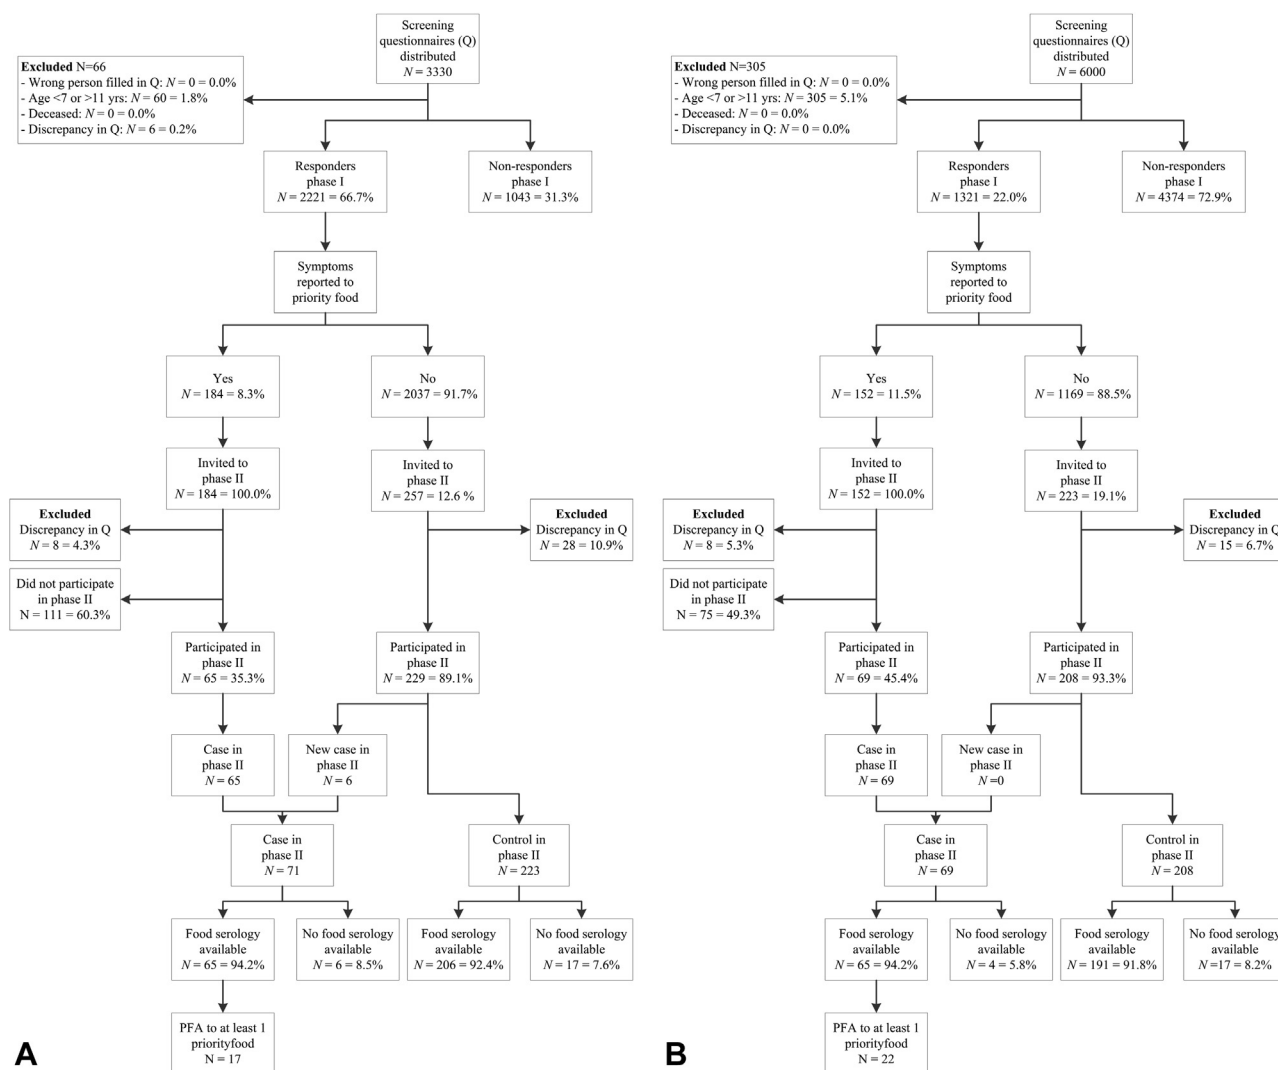 Screening
questionnaires (Q)
distributed
N = 3330
Excluded N=66
- Wrong person filled in Q: N = 0 = 0.0%
- Age <7 or >11 yrs: N = 60 = 1.8%
- Deceased: N = 0 = 0.0%
- Discrepancy in Q: N = 6 = 0.2%
Responders
phase I
N = 2221 = 66.7%
Non-responders
phase I
N = 1043 = 31.3%
Symptoms
reported to
priority food
Yes
N = 184 = 8.3%
No
N = 2037 = 91.7%
Invited to
phase II
N = 184 = 100.0%
Invited to
phase II
N = 257 = 12.6 %
Excluded
Discrepancy in Q
N = 8 = 4.3%
Excluded
Discrepancy in Q
N = 28 = 10.9%
Did not participate
in phase II
N = 111 = 60.3%
Participated in
phase II
N = 65 = 35.3%
Participated in
phase II
N = 229 = 89.1%
Case in
phase II
N = 65
New case in
phase II
N = 6
Case in
phase II
N = 71
Control in
phase II
N = 223
Food serology
available
N = 65 = 94.2%
No food serology
available
N = 6 = 8.5%
Food serology
available
N = 206 = 92.4%
No food serology
available
N = 17 = 7.6%
PFA to at least 1
priorityfood
N = 17
A
Screening
questionnaires (Q)
distributed
N = 6000
Excluded N=305
- Wrong person filled in Q: N = 0 = 0.0%
- Age <7 or >11 yrs: N = 305 = 5.1%
- Deceased: N = 0 = 0.0%
- Discrepancy in Q: N = 0 = 0.0%
Responders
phase I
N = 1321 = 22.0%
Non-responders
phase I
N = 4374 = 72.9%
Symptoms
reported to
priority food
Yes
N = 152 = 11.5%
No
N = 1169 = 88.5%
Invited to
phase II
N = 152 = 100.0%
Invited to
phase II
N = 223 = 19.1%
Excluded
Discrepancy in Q
N = 8 = 5.3%
Excluded
Discrepancy in Q
N = 15 = 6.7%
Did not participate
in phase II
N = 75 = 49.3%
Participated in
phase II
N = 69 = 45.4%
Participated in
phase II
N = 208 = 93.3%
Case in
phase II
N = 69
New case in
phase II
N =0
Case in
phase II
N = 69
Control in
phase II
N = 208
Food serology
available
N = 65 = 94.2%
No food serology
available
N = 4 = 5.8%
Food serology
available
N = 191 = 91.8%
No food serology
available
N =17 = 8.2%
PFA to at least 1
priorityfood
N = 22
B